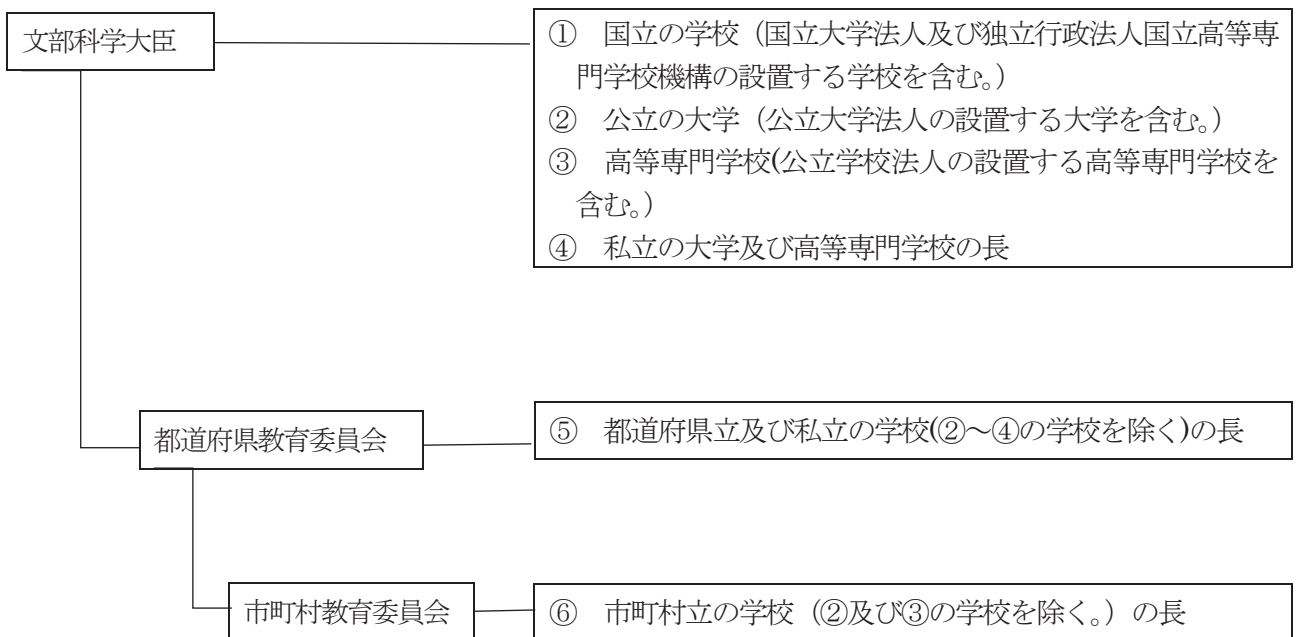 文部科学大臣
① 国立の学校（国立大学法人及び独立行政法人国立高等専
門学校機構の設置する学校を含む。）
② 公立の大学（公立大学法人の設置する大学を含む。）
③ 高等専門学校(公立学校法人の設置する高等専門学校を
含む。）
④ 私立の大学及び高等専門学校の長
都道府県教育委員会
⑤ 都道府県立及び私立の学校(②～④の学校を除く)の長
市町村教育委員会
⑥ 市町村立の学校（②及び③の学校を除く。）の長